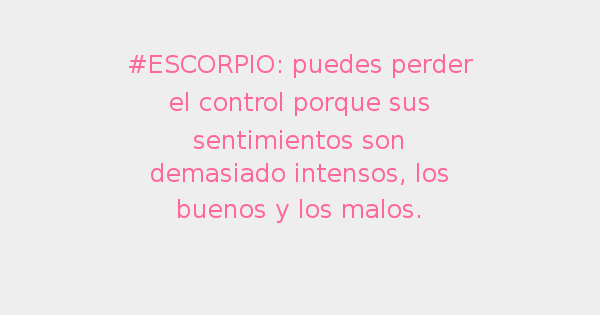 #ESCORPIO: puedes perder
el control porque sus
sentimientos son
demasiado intensos, los
buenos y los malos.